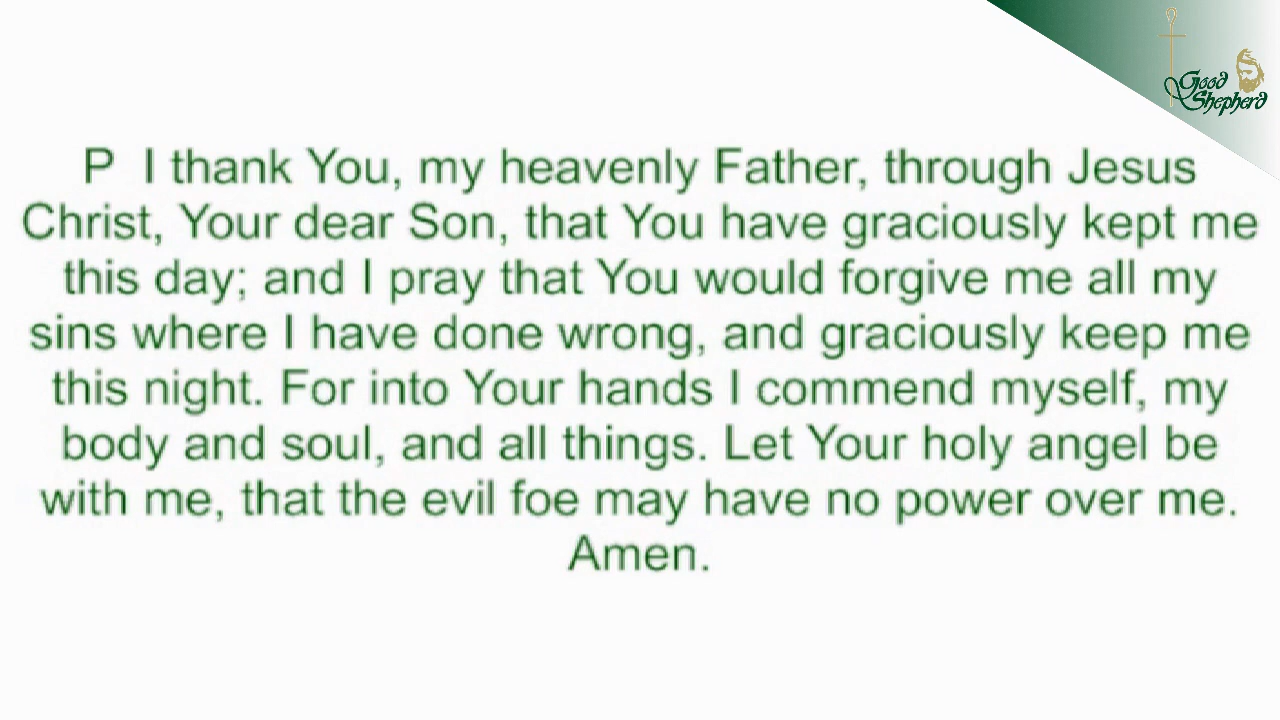 Good
Shepherd
P I thank You, my heavenly Father, through Jesus
Christ, Your dear Son, that You have graciously kept me
this day; and I pray that You would forgive me all my
sins where I have done wrong, and graciously keep me
this night. For into Your hands I commend myself, my
body and soul, and all things. Let Your holy angel be
with me, that the evil foe may have no power over me.
Amen.